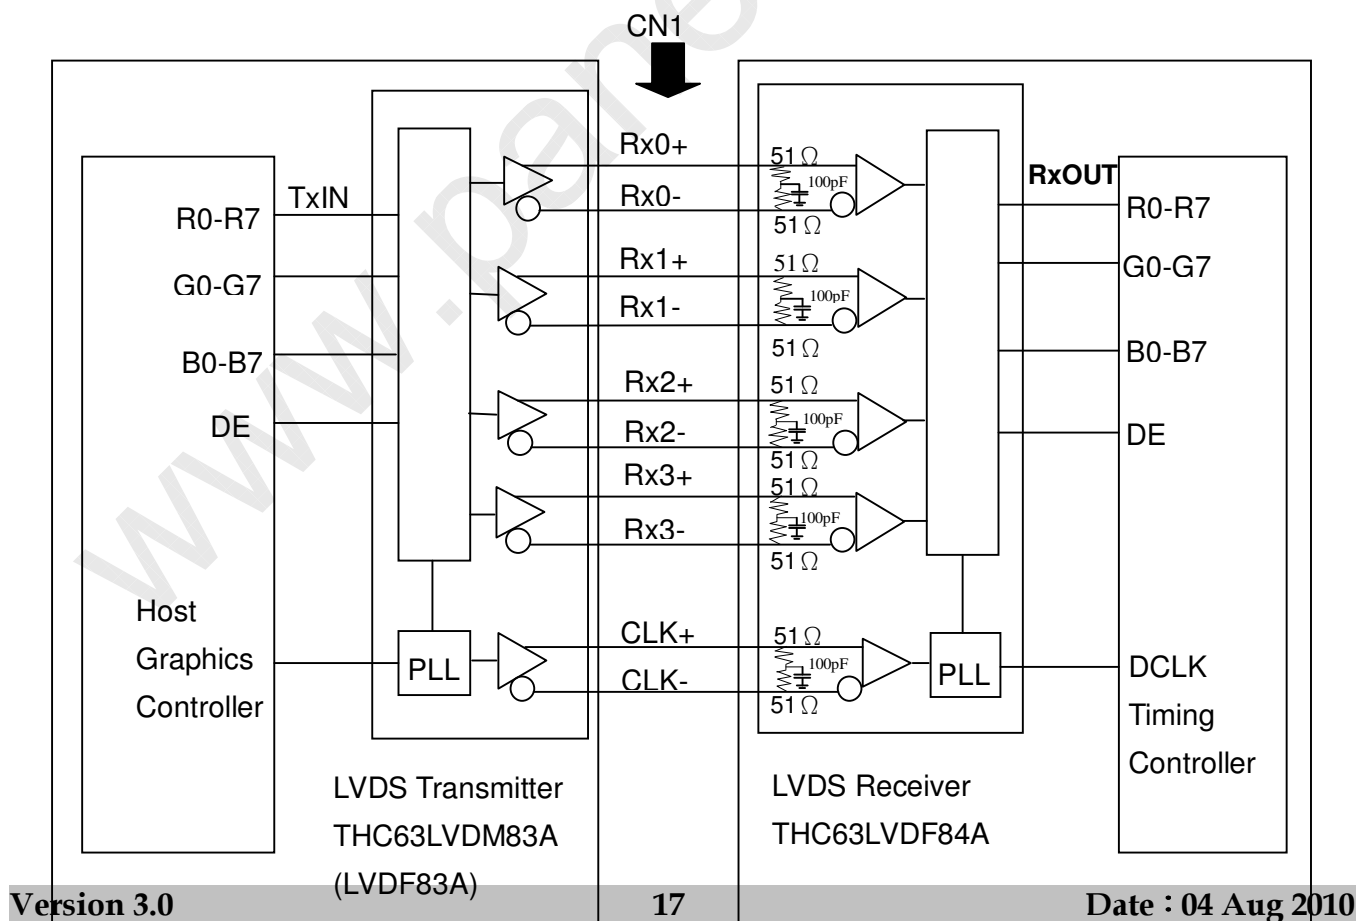 CN1
www.pane
Rx0+
51Ω
100pF
RxOUT
TxIN
Rx0-
R0-R7
51Ω
R0-R7
Rx1+
51Ω
G0-G7
G0-G7
100pF
Rx1-
B0-B7
51Ω
B0-B7
Rx2+
51Ω
100pF
DE
Rx2-
DE
51Ω
Rx3+
51Ω
100pF
Rx3-
51Ω
Host
CLK+
51Ω
Graphics
PLL
100pF
PLL
DCLK
CLK-
Controller
51Ω
Timing
Controller
LVDS Transmitter
LVDS Receiver
THC63LVDM83A
THC63LVDF84A
(LVDF83A)
Version 3.0
17
Date：04 Aug 2010